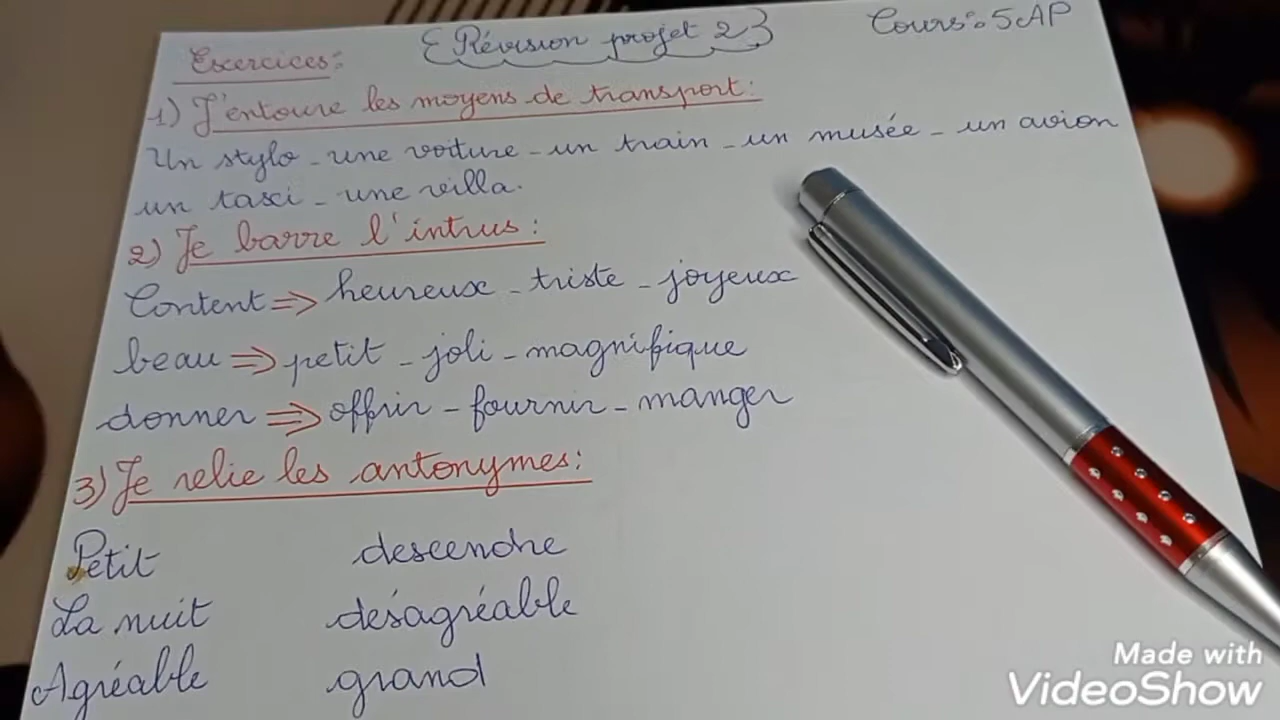 Exercices:
Révision projet 2
Cours: 5 AP
1) J'entoure les moyens de transport:
Un stylo - une voiture - un train - un musée - un avion
un taxi - une villa.
2) Je barre l'intrus:
Content ⇒ heureux - triste - joyeux
beau ⇒ petit - joli - magnifique
donner ⇒ offrir - fournir - manger
3) Je relie les antonymes:
Petit descendre
La nuit désagréable
Agréable grand
Made with
VideoShow